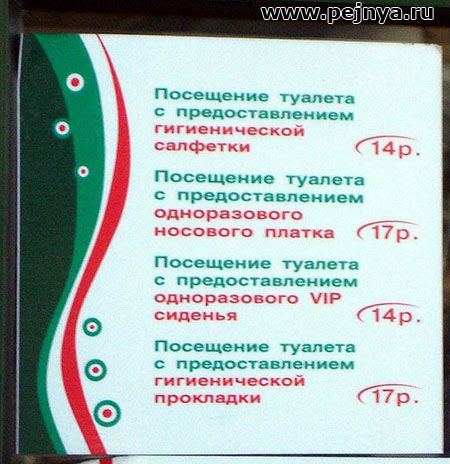 www.pejnya.ru
Посещение туалета
с предоставлением
гигиенической
салфетки 14р.
Посещение туалета
с предоставлением
одноразового
носового платка 17р.
Посещение туалета
с предоставлением
одноразового VIP
сиденья 14р.
Посещение туалета
с предоставлением
гигиенической
прокладки 17р.